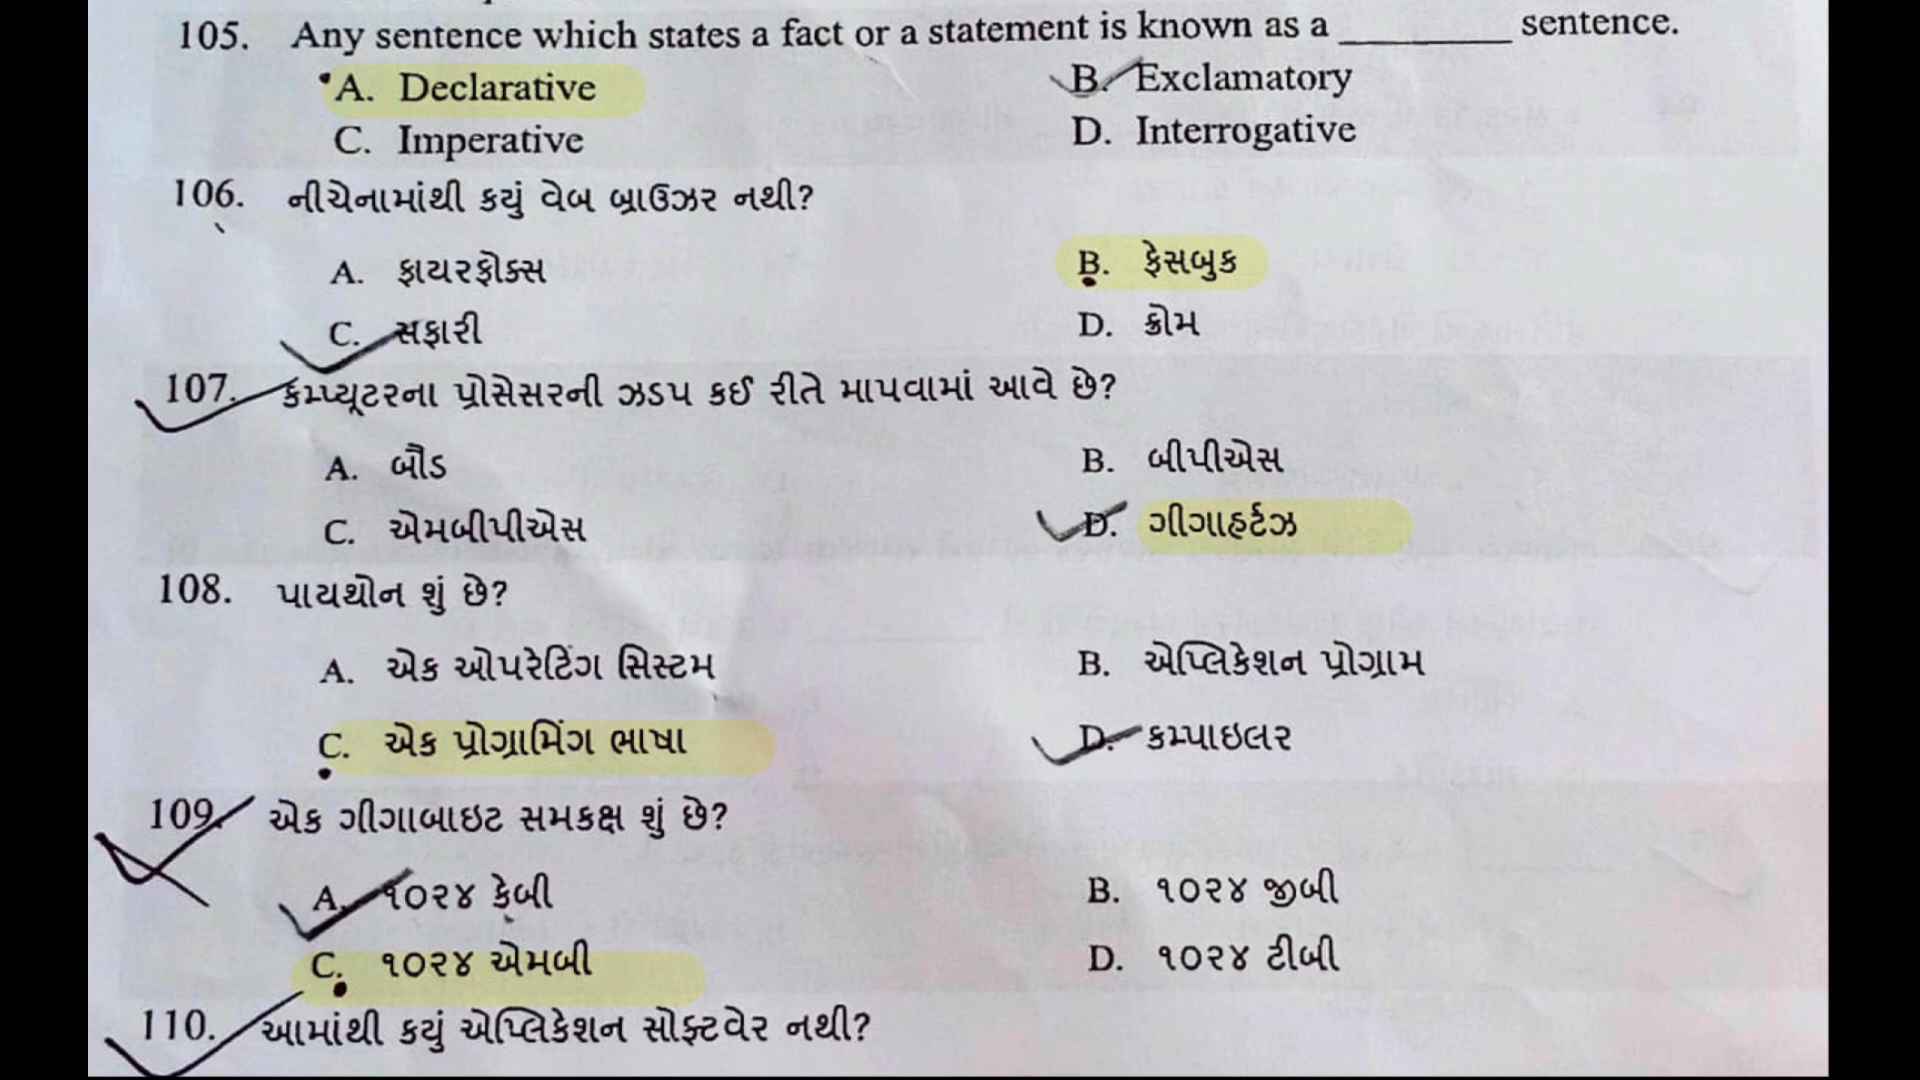 105. Any sentence which states a fact or a statement is known as a ________ sentence.
A. Declarative B. Exclamatory
C. Imperative D. Interrogative
106. નીચેનામાંથી કયું વેબ બ્રાઉઝર નથી?
A. ફાયરફોક્સ B. ફેસબુક
C. સફારી D. ક્રોમ
107. કમ્પ્યૂટરના પ્રોસેસરની ઝડપ કઈ રીતે માપવામાં આવે છે?
A. બૌડ B. બીપીએસ
C. એમબીપીએસ D. ગીગાહર્ટઝ
108. પાયથોન શું છે?
A. એક ઓપરેટિંગ સિસ્ટમ B. એપ્લિકેશન પ્રોગ્રામ
C. એક પ્રોગ્રામિંગ ભાષા D. કમ્પાઇલર
109. એક ગીગાબાઇટ સમકક્ષ શું છે?
A. ૧૦૨૪ કેબી B. ૧૦૨૪ જીબી
C. ૧૦૨૪ એમબી D. ૧૦૨૪ ટીબી
110. આમાંથી કયું એપ્લિકેશન સોફ્ટવેર નથી?